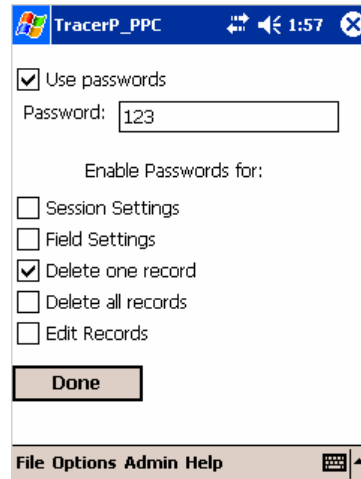 TracerP_PPC 1:57
Use passwords
Password: 123
Enable Passwords for:
Session Settings
Field Settings
Delete one record
Delete all records
Edit Records
Done
File Options Admin Help